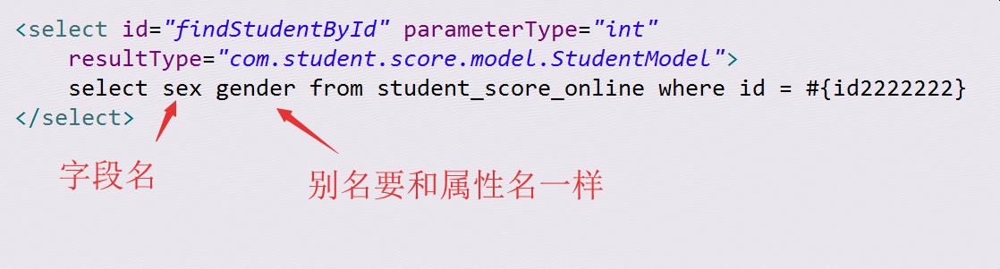 <select id="findStudentById" parameterType="int"
resultType="com.student.score.model.StudentModel">
select sex gender from student_score_online where id = #{id2222222}
</select>
字段名
别名要和属性名一样